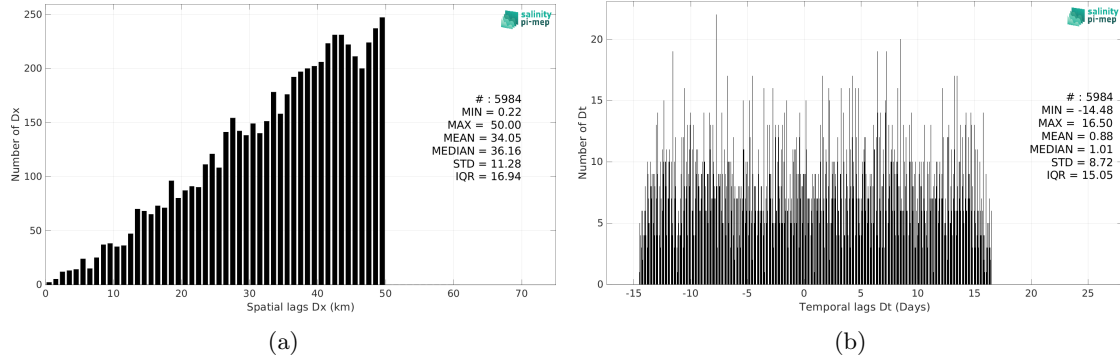 250
200
150
100
50
0
Number of Dx
0 10 20 30 40 50 60 70
Spatial lags Dx (km)
salinity
pi-mep
# : 5984
MIN = 0.22
MAX = 50.00
MEAN = 34.05
MEDIAN = 36.16
STD = 11.28
IQR = 16.94
(a)
20
15
10
5
0
Number of Dt
-15 -10 -5 0 5 10 15 20 25
Temporal lags Dt (Days)
salinity
pi-mep
# : 5984
MIN = -14.48
MAX = 16.50
MEAN = 0.88
MEDIAN = 1.01
STD = 8.72
IQR = 15.05
(b)